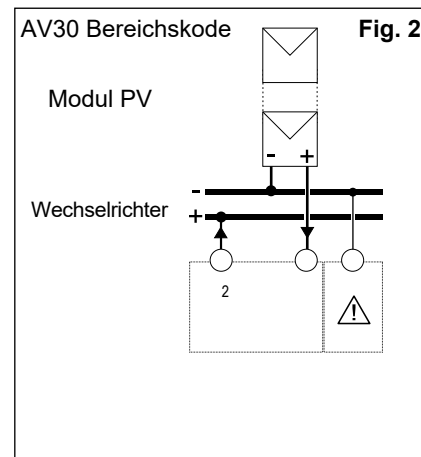 AV30 Bereichskode Fig. 2
Modul PV
- +
-
Wechselrichter +
2